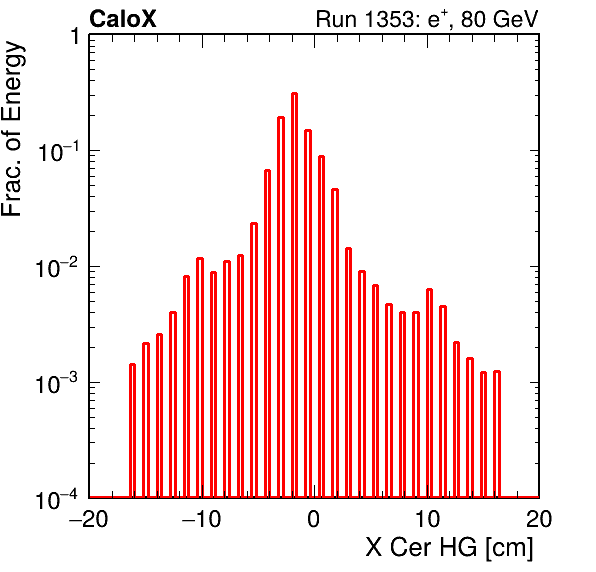 CaloX
Run 1353: e⁺, 80 GeV
Frac. of Energy
1
10⁻¹
10⁻²
10⁻³
10⁻⁴
−20
−10
0
10
20
X Cer HG [cm]